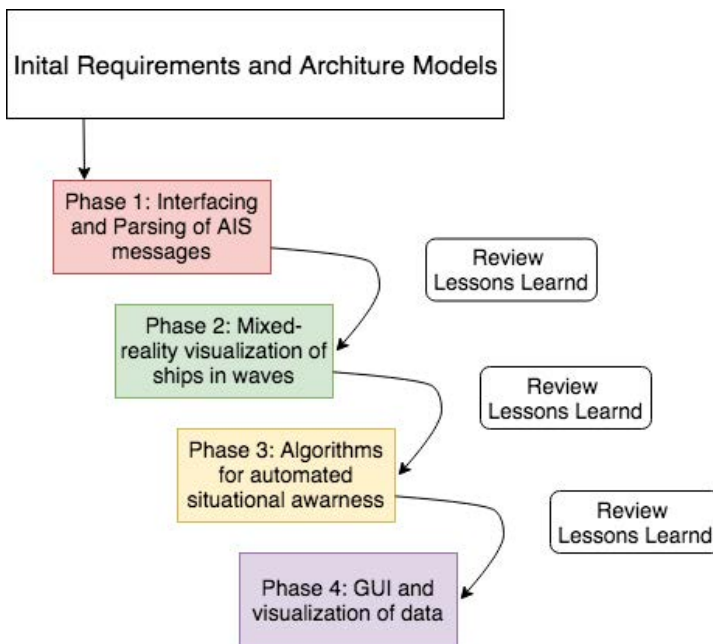 Inital Requirements and Architure Models
Phase 1: Interfacing
and Parsing of AIS
messages
Review
Lessons Learnd
Phase 2: Mixed-
reality visualization of
ships in waves
Review
Lessons Learnd
Phase 3: Algorithms
for automated
situational awarness
Review
Lessons Learnd
Phase 4: GUI and
visualization of data